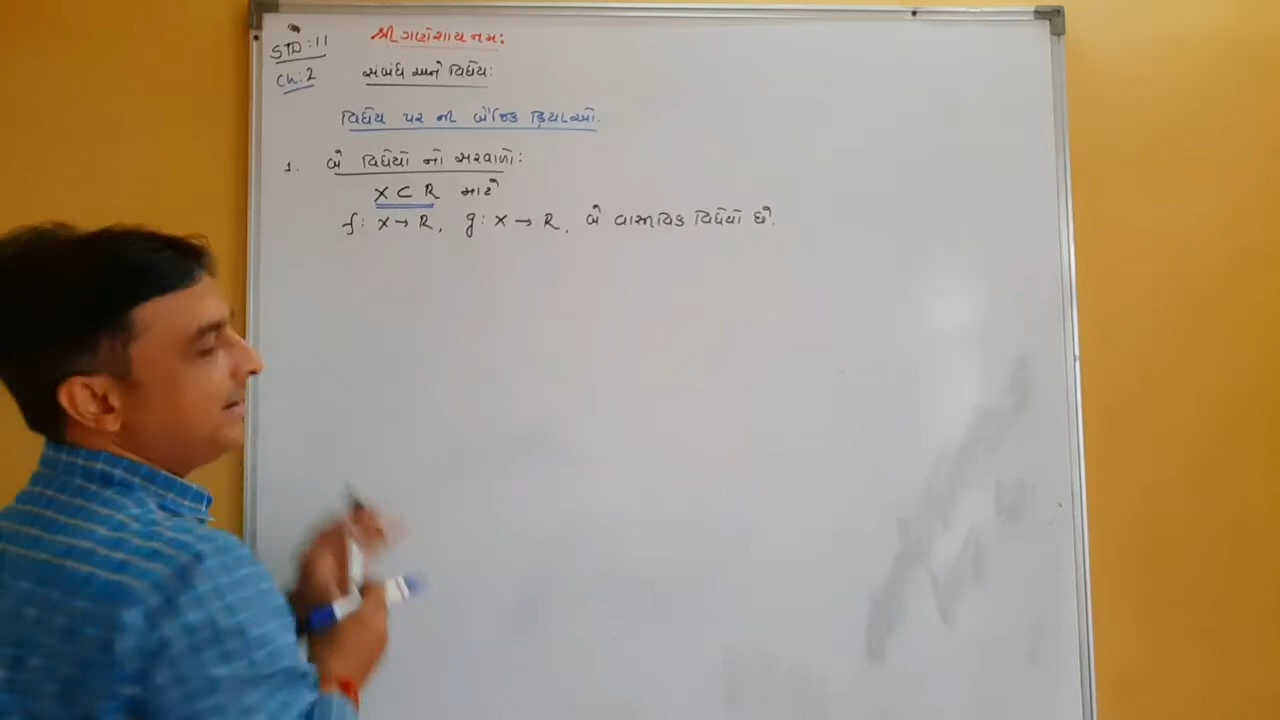 STD : 11
શ્રી ગણેશાય નમઃ
Ch: 2
સંબંધ અને વિધેયઃ
વિધેય પર ની બૈજિક ક્રિયાઓ.
1. બે વિધેયો નો સરવાળોઃ
X ⊂ R માટે
f: X → R, g: X → R, બે વાસ્તવિક વિધેયો છે.